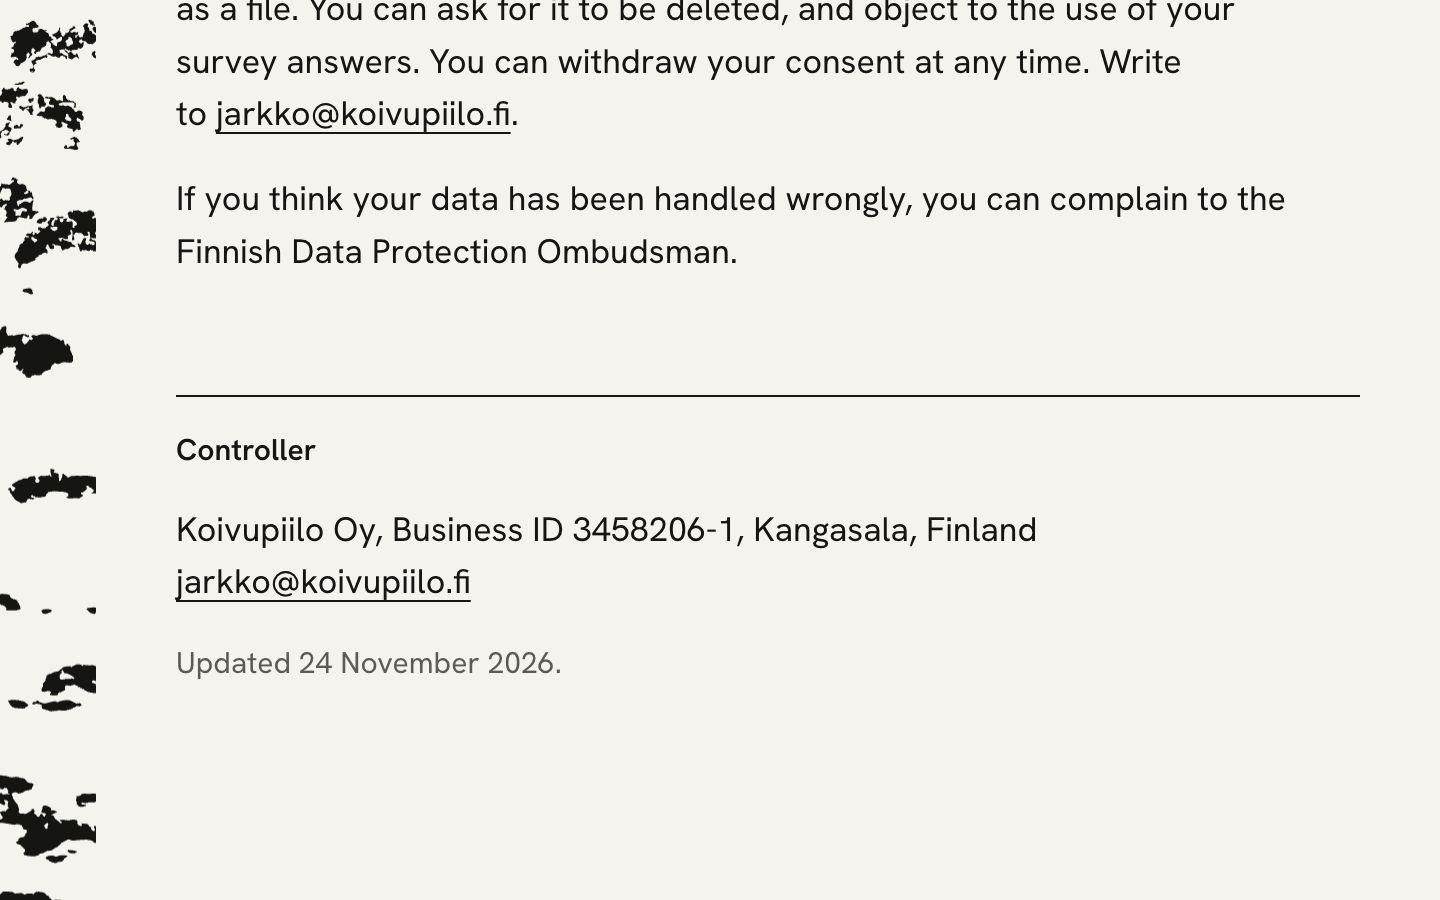 as a file. You can ask for it to be deleted, and object to the use of your
survey answers. You can withdraw your consent at any time. Write
to jarkko@koivupiilo.fi.
If you think your data has been handled wrongly, you can complain to the
Finnish Data Protection Ombudsman.
Controller
Koivupiilo Oy, Business ID 3458206-1, Kangasala, Finland
jarkko@koivupiilo.fi
Updated 24 November 2026.